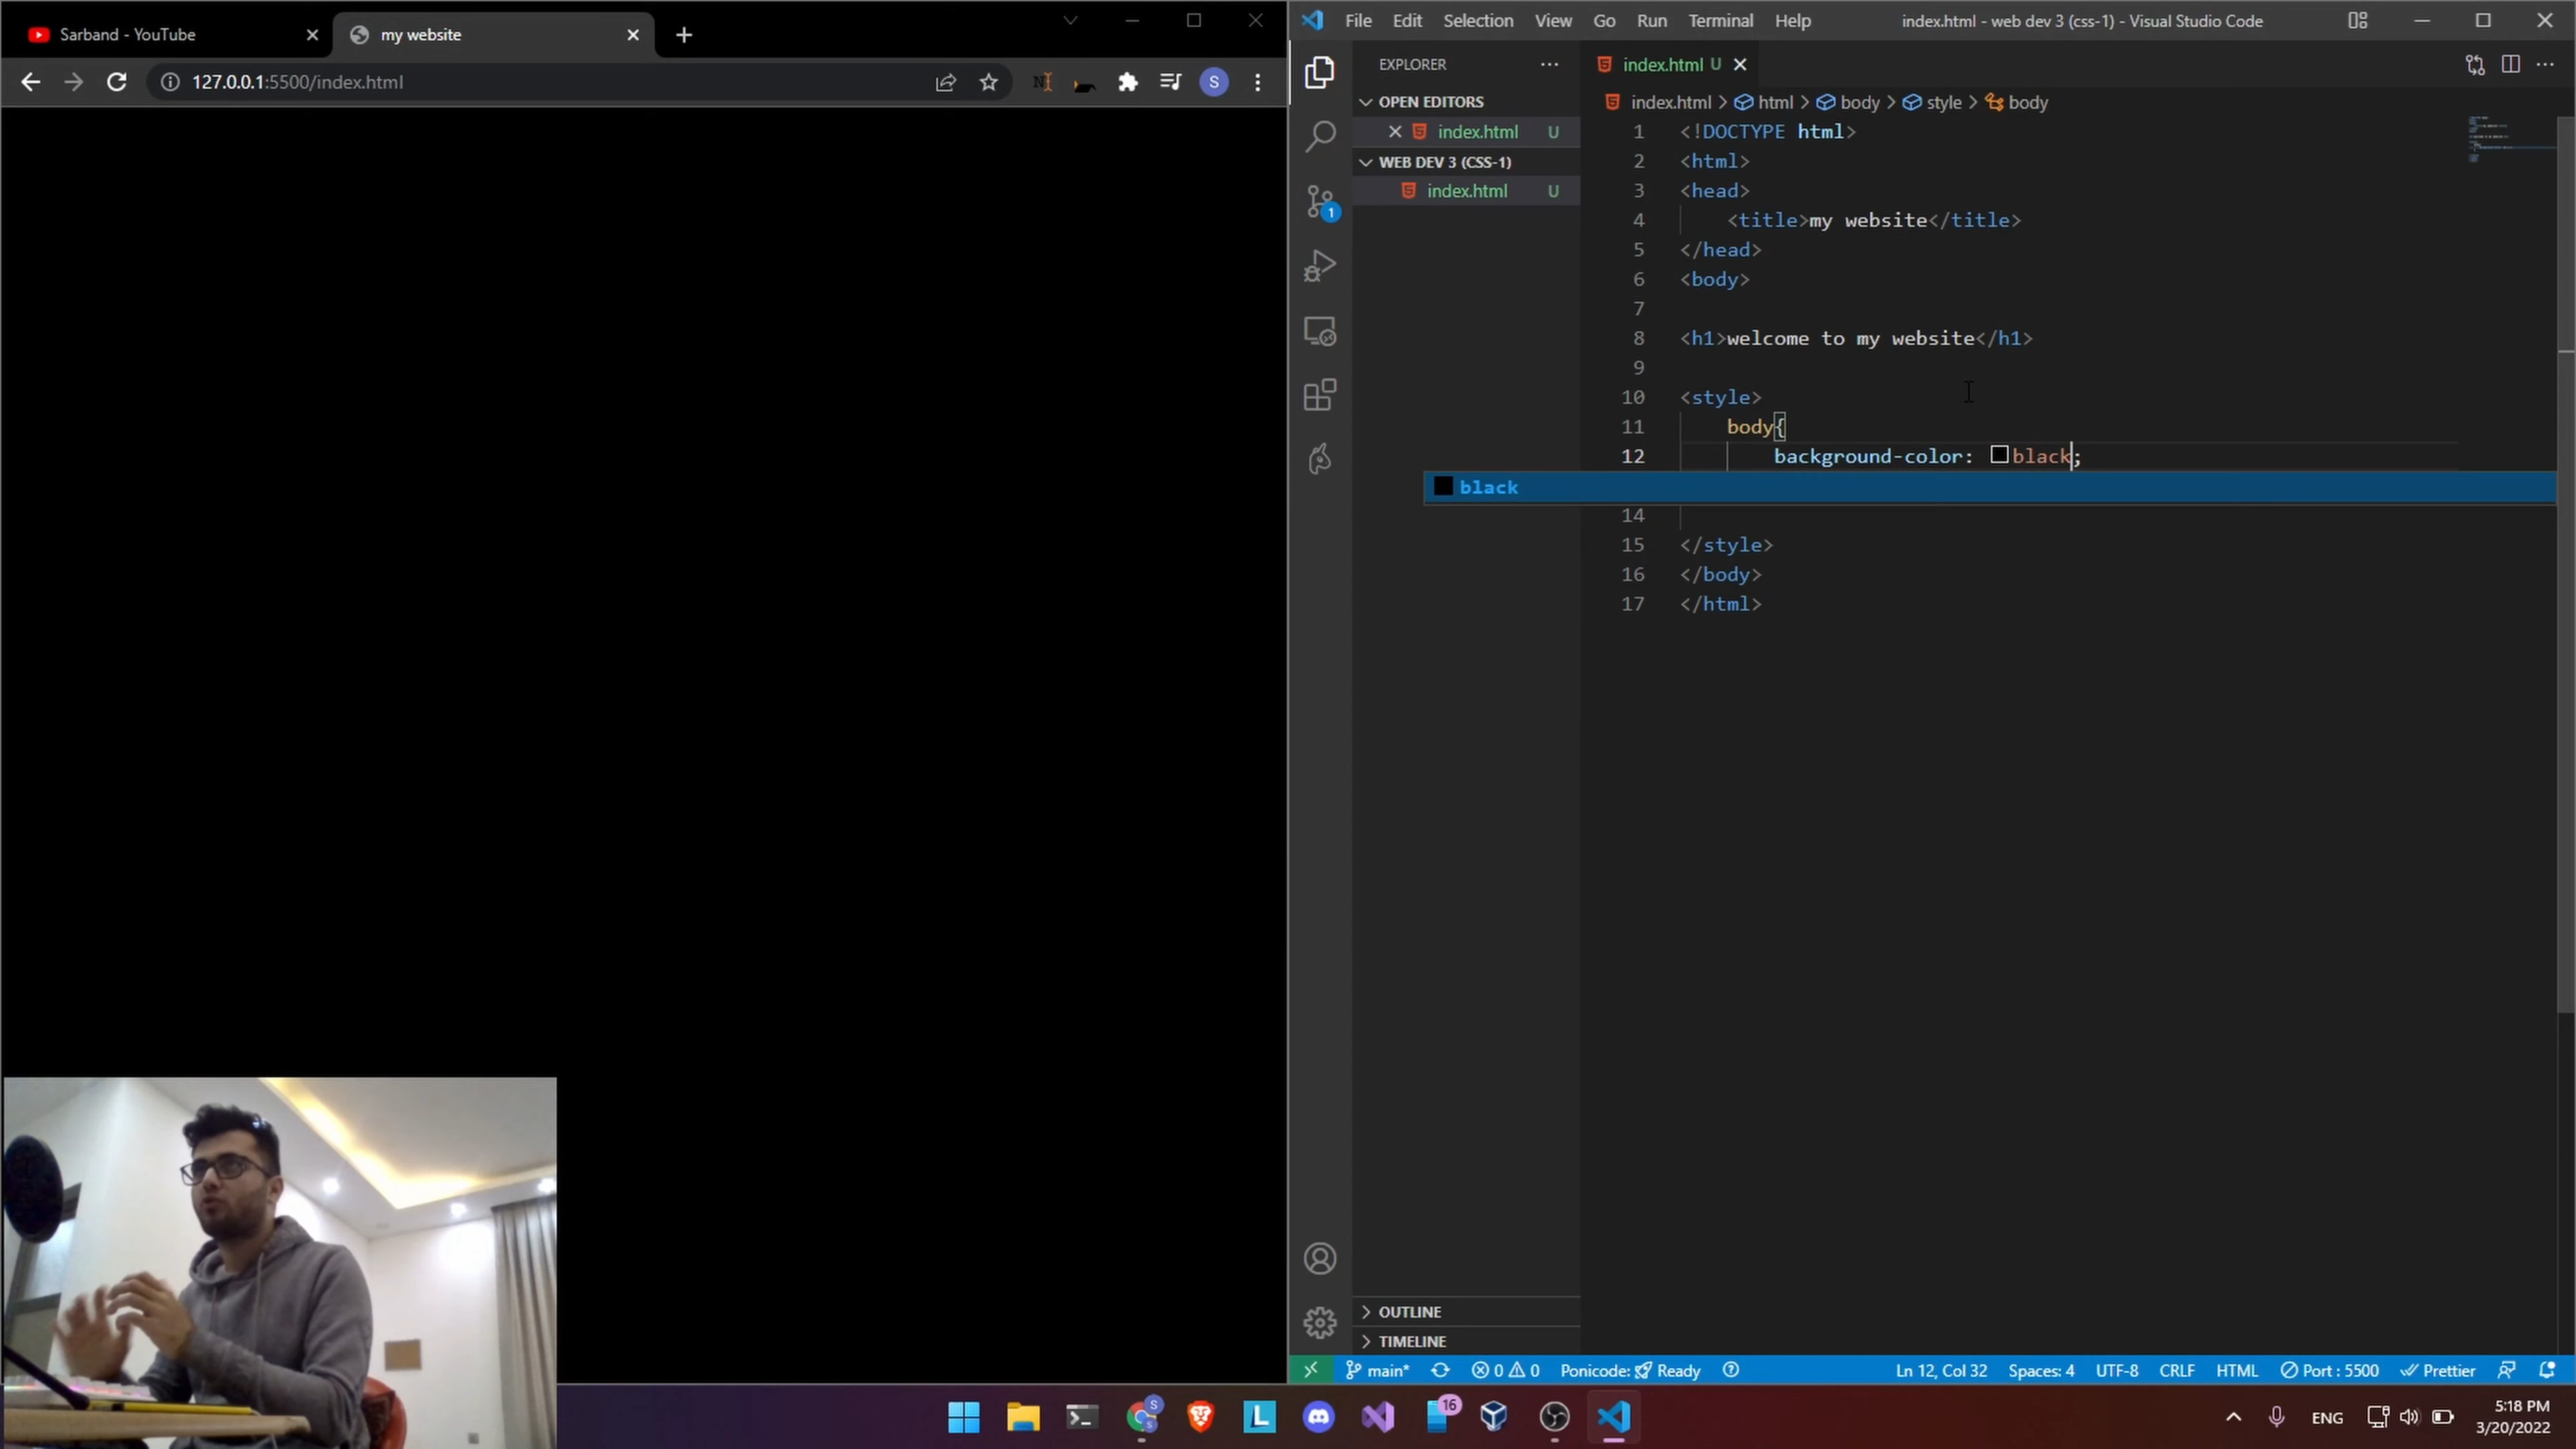 Sarband - YouTube
my website
127.0.0.1:5500/index.html
S
File Edit Selection View Go Run Terminal Help
index.html - web dev 3 (css-1) - Visual Studio Code
EXPLORER
OPEN EDITORS
index.html U
WEB DEV 3 (CSS-1)
index.html U
1
OUTLINE
TIMELINE
index.html U
index.html > html > body > style > body
1 <!DOCTYPE html>
2 <html>
3 <head>
4 <title>my website</title>
5 </head>
6 <body>
7
8 <h1>welcome to my website</h1>
9
10 <style>
11 body{
12 background-color: black;
black
14
15 </style>
16 </body>
17 </html>
main* 0 0 Ponicode: Ready Ln 12, Col 32 Spaces: 4 UTF-8 CRLF HTML Port : 5500 Prettier
S
L
16
ENG
5:18 PM
3/20/2022